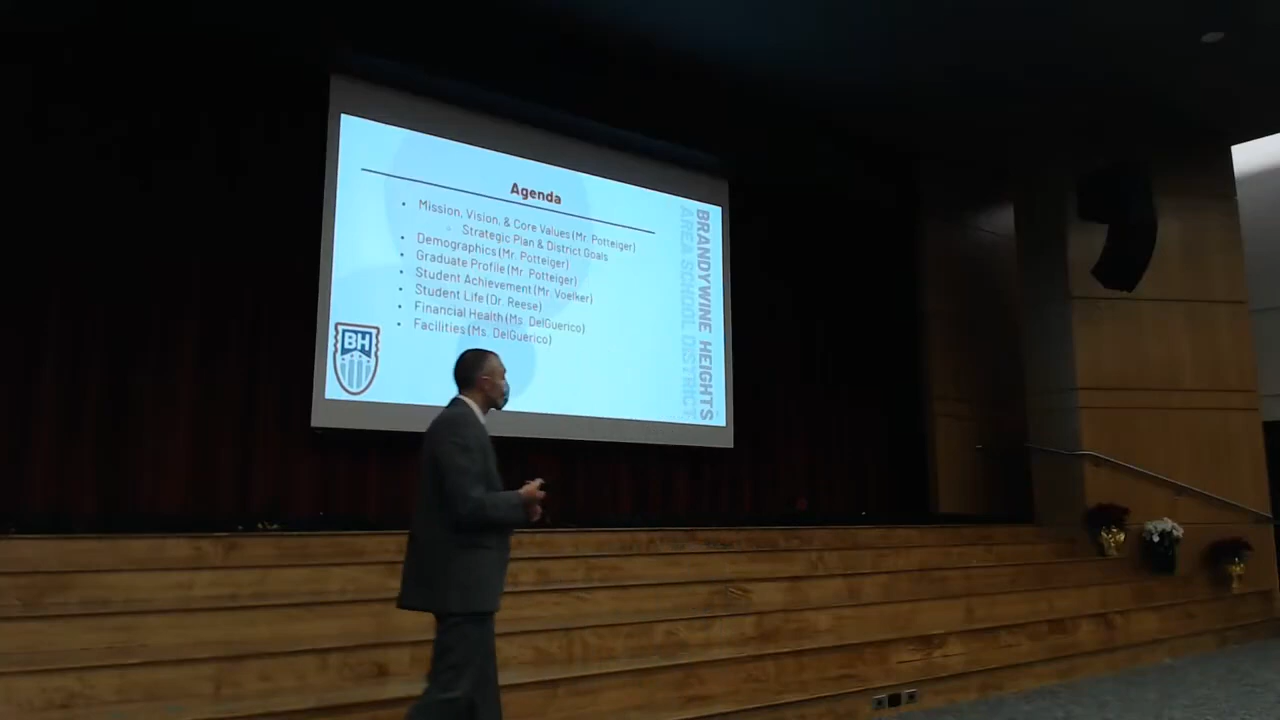 Agenda
• Mission, Vision, & Core Values (Mr. Potteiger)
◦ Strategic Plan & District Goals
• Demographics (Mr. Potteiger)
• Graduate Profile (Mr. Potteiger)
• Student Achievement (Mr. Voelker)
• Student Life (Dr. Reese)
• Financial Health (Ms. DelGuerico)
• Facilities (Ms. DelGuerico)
BH
BRANDYWINE HEIGHTS
AREA SCHOOL DISTRICT